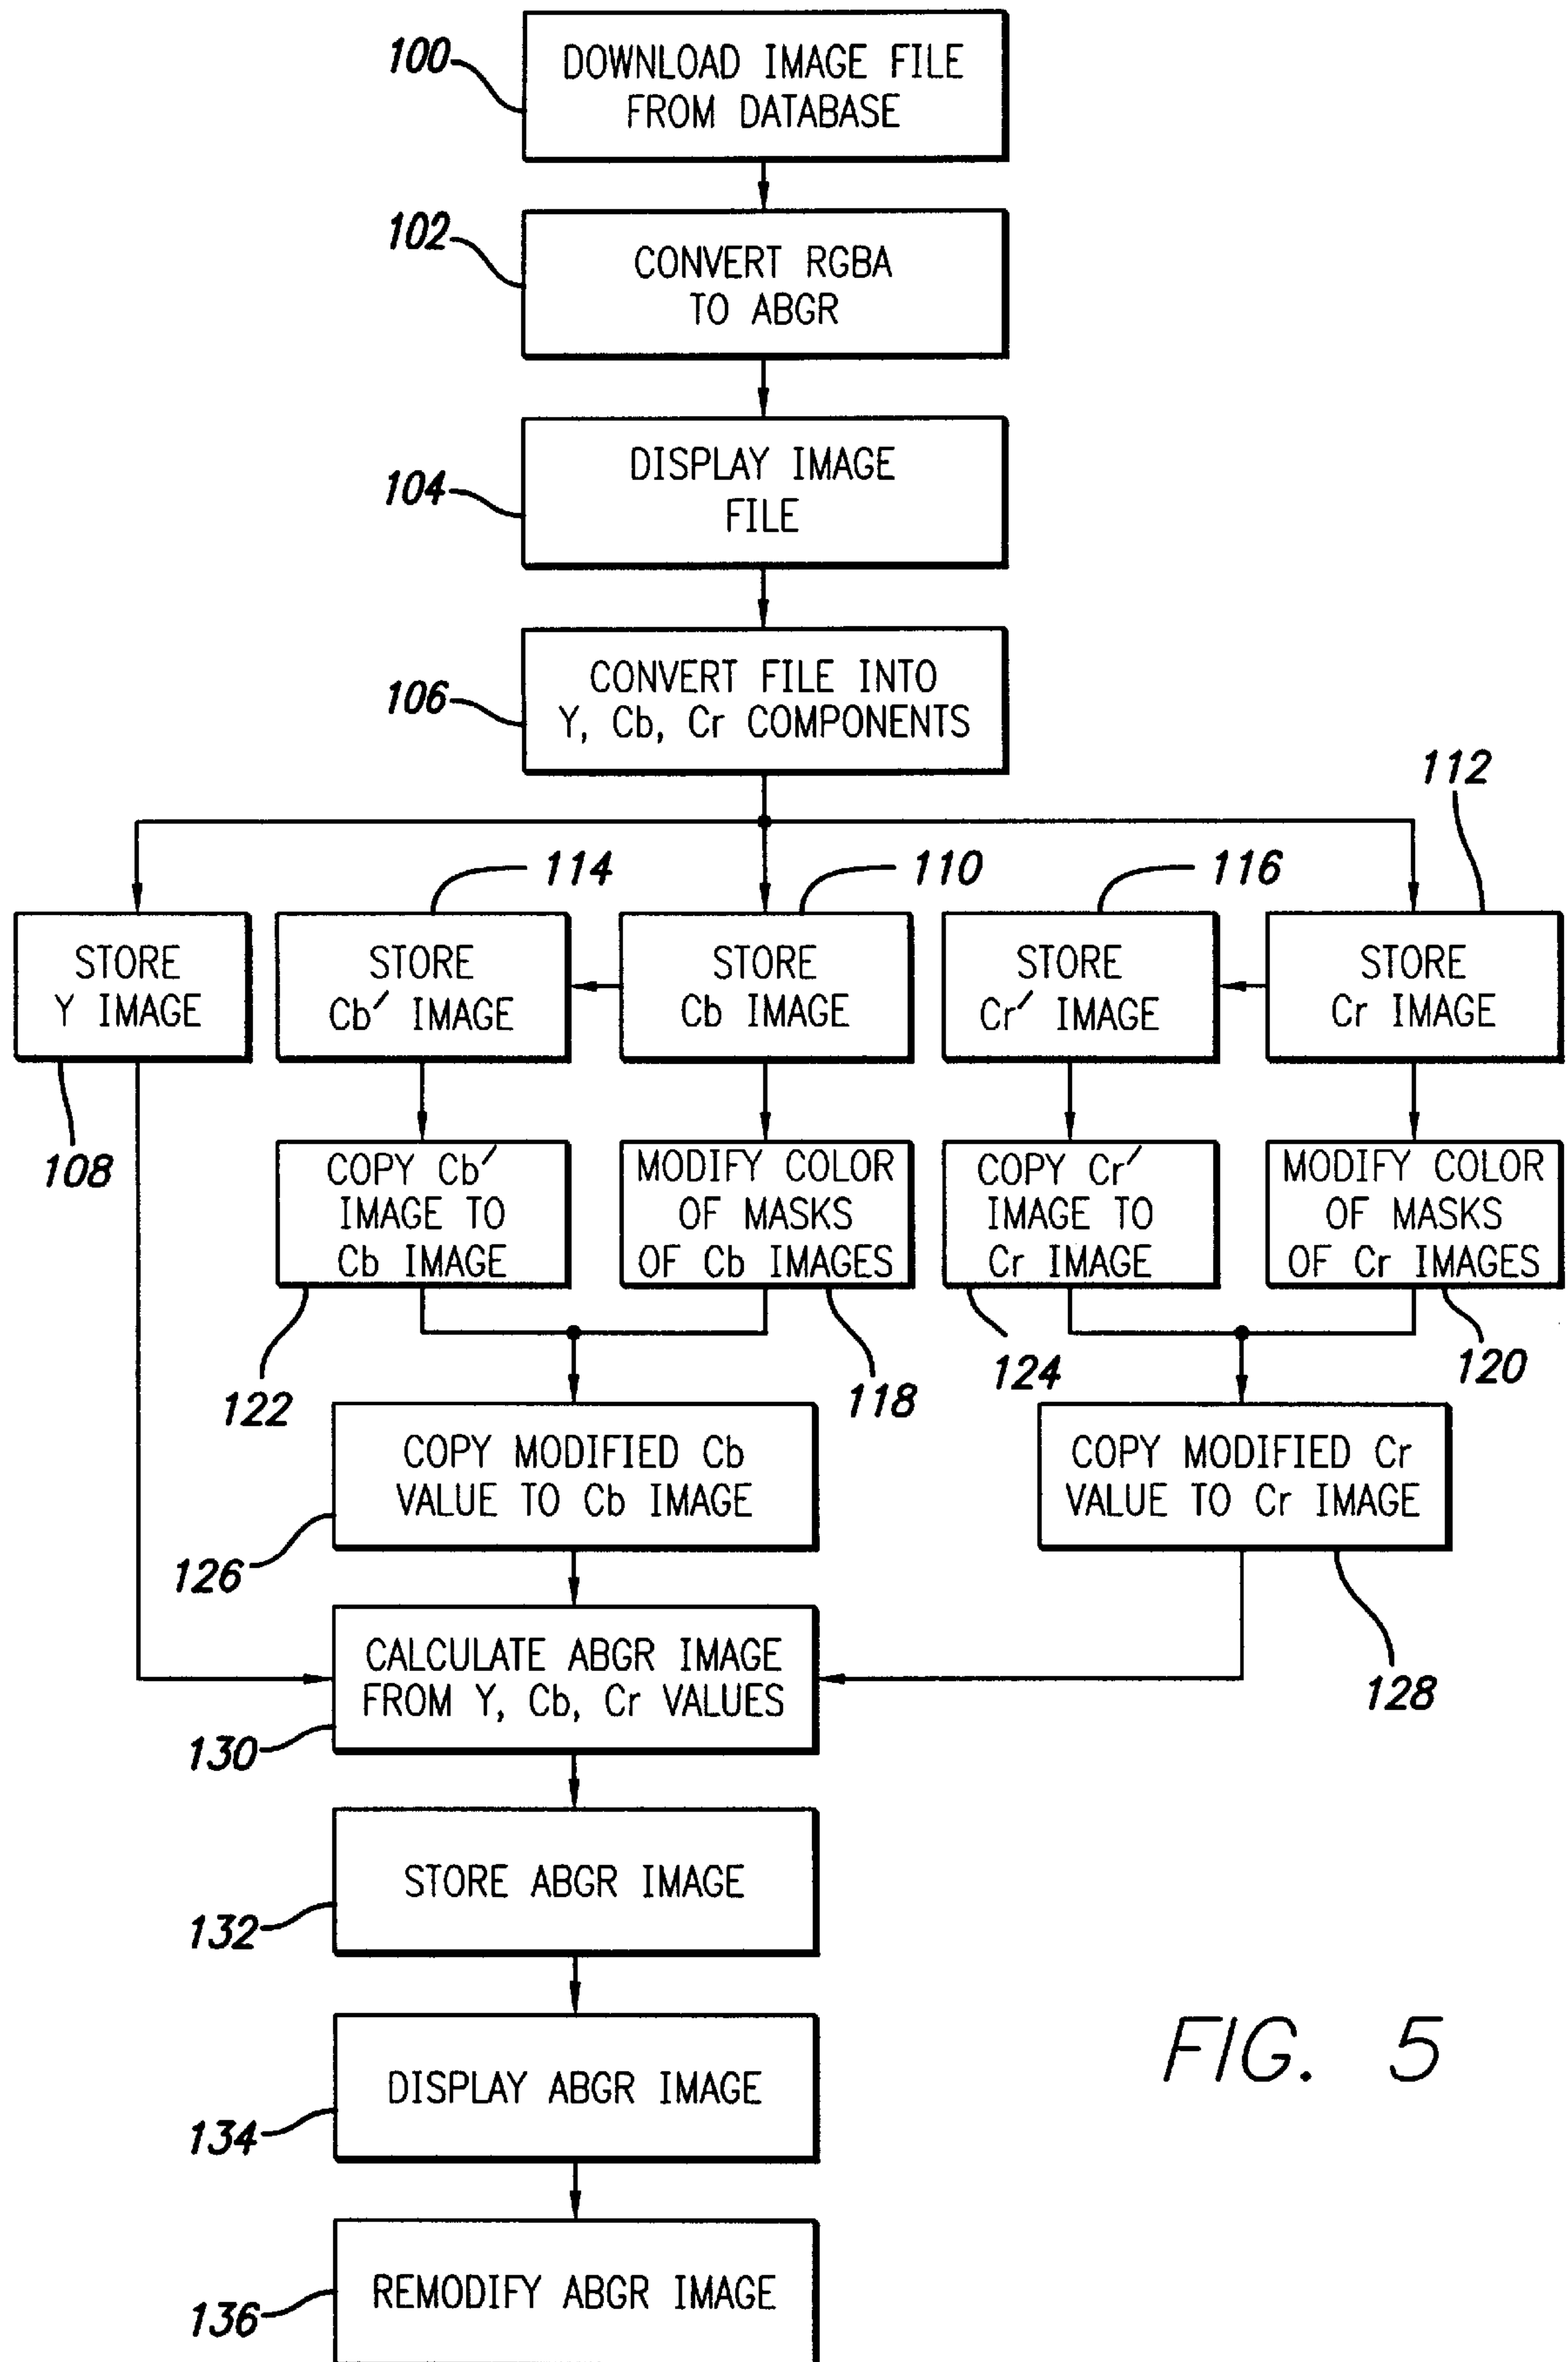 100
DOWNLOAD IMAGE FILE
FROM DATABASE
102
CONVERT RGBA
TO ABGR
104
DISPLAY IMAGE
FILE
106
CONVERT FILE INTO
Y, Cb, Cr COMPONENTS
112
114
110
116
STORE
Y IMAGE
STORE
Cb′ IMAGE
STORE
Cb IMAGE
STORE
Cr′ IMAGE
STORE
Cr IMAGE
108
COPY Cb′
IMAGE TO
Cb IMAGE
MODIFY COLOR
OF MASKS
OF Cb IMAGES
COPY Cr′
IMAGE TO
Cr IMAGE
MODIFY COLOR
OF MASKS
OF Cr IMAGES
122
118
124
120
COPY MODIFIED Cb
VALUE TO Cb IMAGE
COPY MODIFIED Cr
VALUE TO Cr IMAGE
126
128
CALCULATE ABGR IMAGE
FROM Y, Cb, Cr VALUES
130
STORE ABGR IMAGE
132
DISPLAY ABGR IMAGE
134
REMODIFY ABGR IMAGE
136
FIG. 5